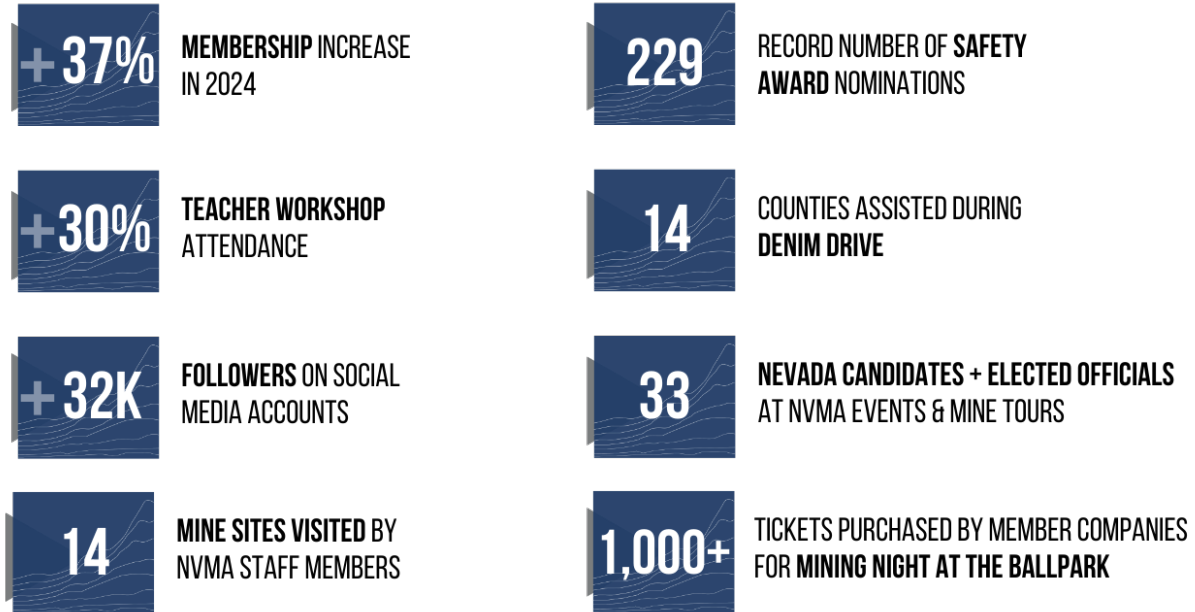 +37%
MEMBERSHIP INCREASE
IN 2024
229
RECORD NUMBER OF SAFETY
AWARD NOMINATIONS
+30%
TEACHER WORKSHOP
ATTENDANCE
14
COUNTIES ASSISTED DURING
DENIM DRIVE
+32K
FOLLOWERS ON SOCIAL
MEDIA ACCOUNTS
33
NEVADA CANDIDATES + ELECTED OFFICIALS
AT NVMA EVENTS & MINE TOURS
14
MINE SITES VISITED BY
NVMA STAFF MEMBERS
1,000+
TICKETS PURCHASED BY MEMBER COMPANIES
FOR MINING NIGHT AT THE BALLPARK